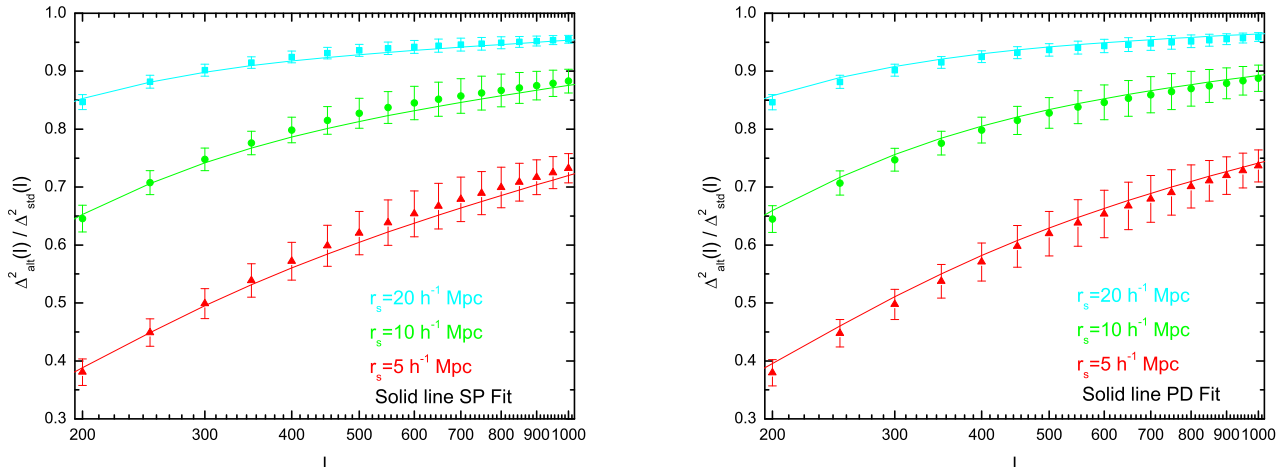 1.0
0.9
0.8
0.7
0.6
0.5
0.4
0.3
200 300 400 500 600 700 800 900 1000
Δ²alt(l) / Δ²std(l)
l
rs=20 h-1 Mpc
rs=10 h-1 Mpc
rs=5 h-1 Mpc
Solid line SP Fit
1.0
0.9
0.8
0.7
0.6
0.5
0.4
0.3
200 300 400 500 600 700 800 900 1000
Δ²alt(l) / Δ²std(l)
l
rs=20 h-1 Mpc
rs=10 h-1 Mpc
rs=5 h-1 Mpc
Solid line PD Fit